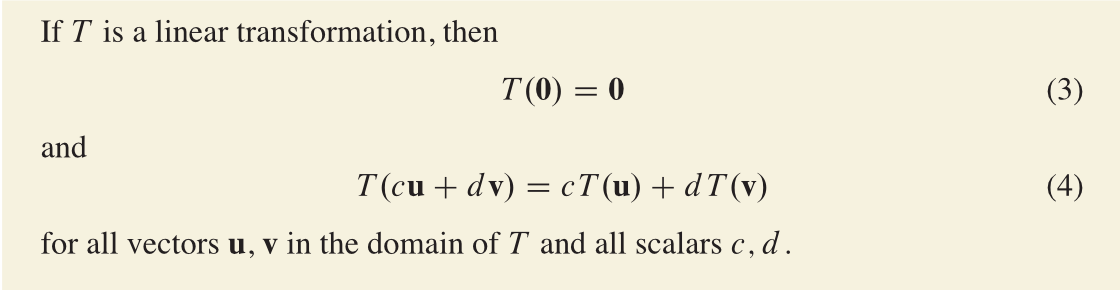 If T is a linear transformation, then
T(0) = 0 (3)
and
T(cu + dv) = cT(u) + dT(v) (4)
for all vectors u, v in the domain of T and all scalars c, d.